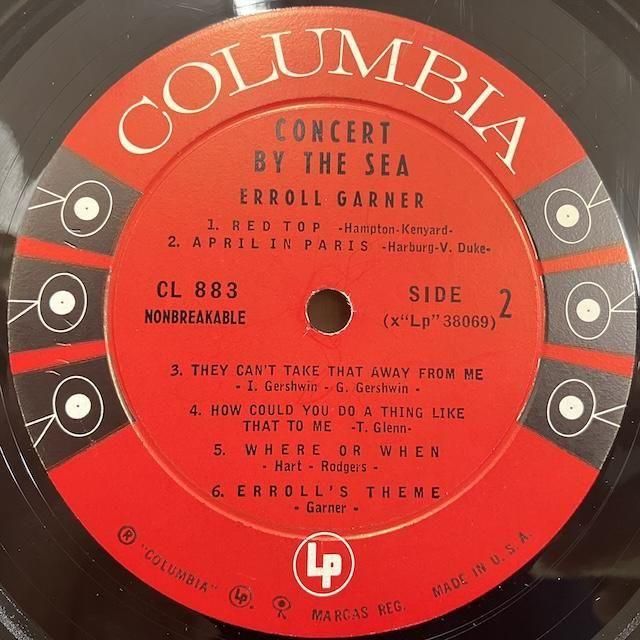 COLUMBIA
CONCERT
BY THE SEA
ERROLL GARNER
1. RED TOP -Hampton-Kenyard-
2. APRIL IN PARIS -Harburg-V. Duke-
CL 883
NONBREAKABLE
SIDE 2
(x"Lp" 38069)
3. THEY CAN'T TAKE THAT AWAY FROM ME
- I. Gershwin - G. Gershwin -
4. HOW COULD YOU DO A THING LIKE
THAT TO ME -T. Glenn-
5. WHERE OR WHEN
- Hart - Rodgers -
6. ERROLL'S THEME
- Garner -
Lp
® "COLUMBIA" Lp. MARCAS REG. MADE IN U.S.A.